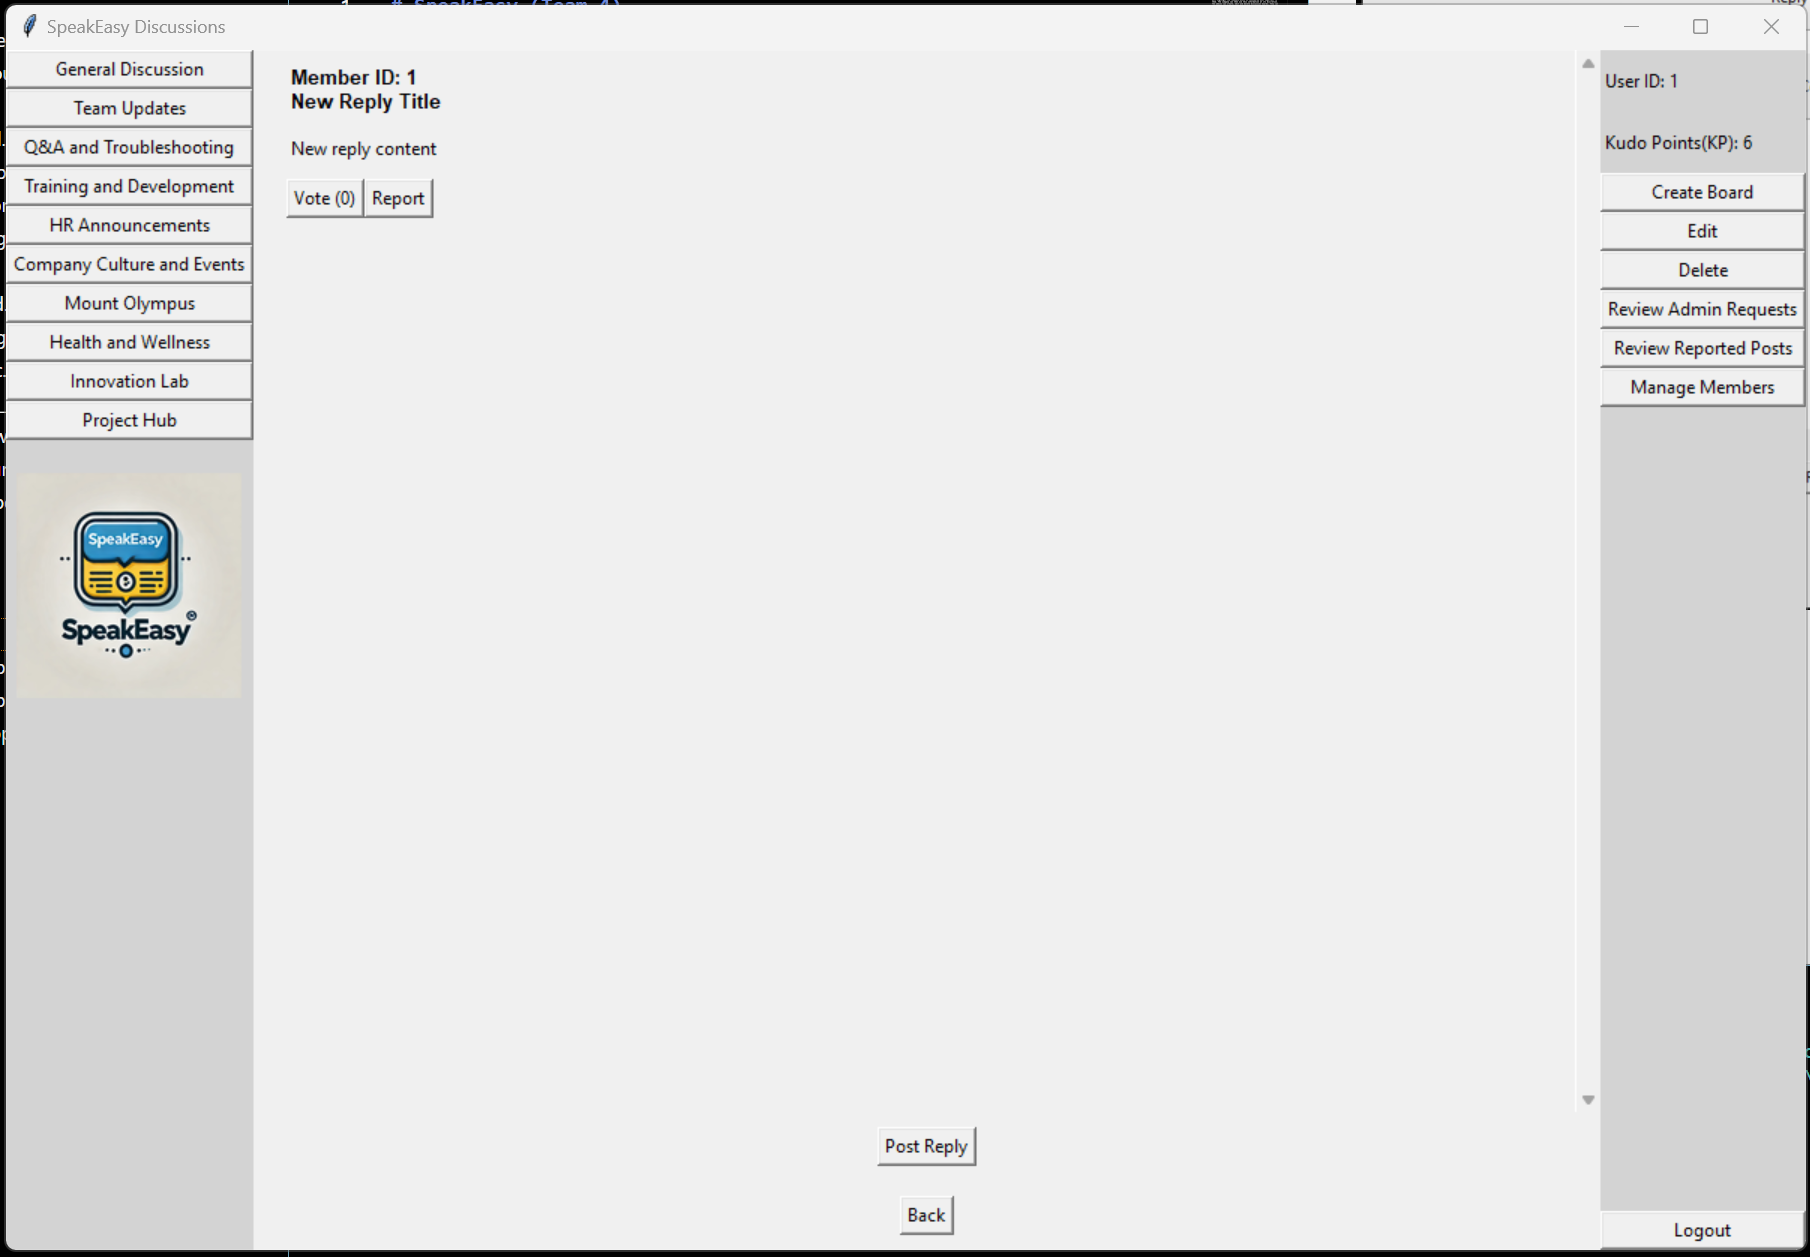 # SpeakEasy (Team 4)
SpeakEasy Discussions
General Discussion
Team Updates
Q&A and Troubleshooting
Training and Development
HR Announcements
Company Culture and Events
Mount Olympus
Health and Wellness
Innovation Lab
Project Hub
SpeakEasy
SpeakEasy
Member ID: 1
New Reply Title
New reply content
Vote (0)
Report
Post Reply
Back
User ID: 1
Kudo Points(KP): 6
Create Board
Edit
Delete
Review Admin Requests
Review Reported Posts
Manage Members
Logout